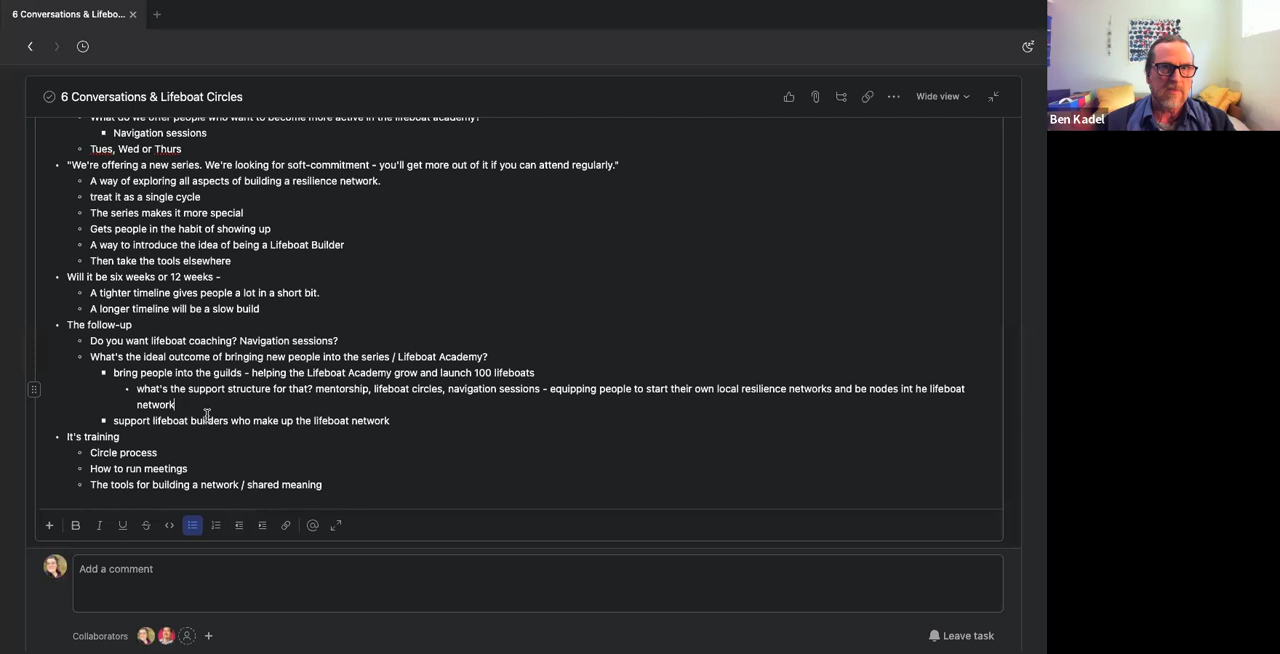 6 Conversations & Lifebo...
6 Conversations & Lifeboat Circles
Wide view
What do we offer people who want to become more active in the lifeboat academy?
Navigation sessions
Tues, Wed or Thurs
"We're offering a new series. We're looking for soft-commitment - you'll get more out of it if you can attend regularly."
A way of exploring all aspects of building a resilience network.
treat it as a single cycle
The series makes it more special
Gets people in the habit of showing up
A way to introduce the idea of being a Lifeboat Builder
Then take the tools elsewhere
Will it be six weeks or 12 weeks -
A tighter timeline gives people a lot in a short bit.
A longer timeline will be a slow build
The follow-up
Do you want lifeboat coaching? Navigation sessions?
What's the ideal outcome of bringing new people into the series / Lifeboat Academy?
bring people into the guilds - helping the Lifeboat Academy grow and launch 100 lifeboats
what's the support structure for that? mentorship, lifeboat circles, navigation sessions - equipping people to start their own local resilience networks and be nodes int he lifeboat
network
support lifeboat builders who make up the lifeboat network
It's training
Circle process
How to run meetings
The tools for building a network / shared meaning
Add a comment
Collaborators
Leave task
Ben Kadel